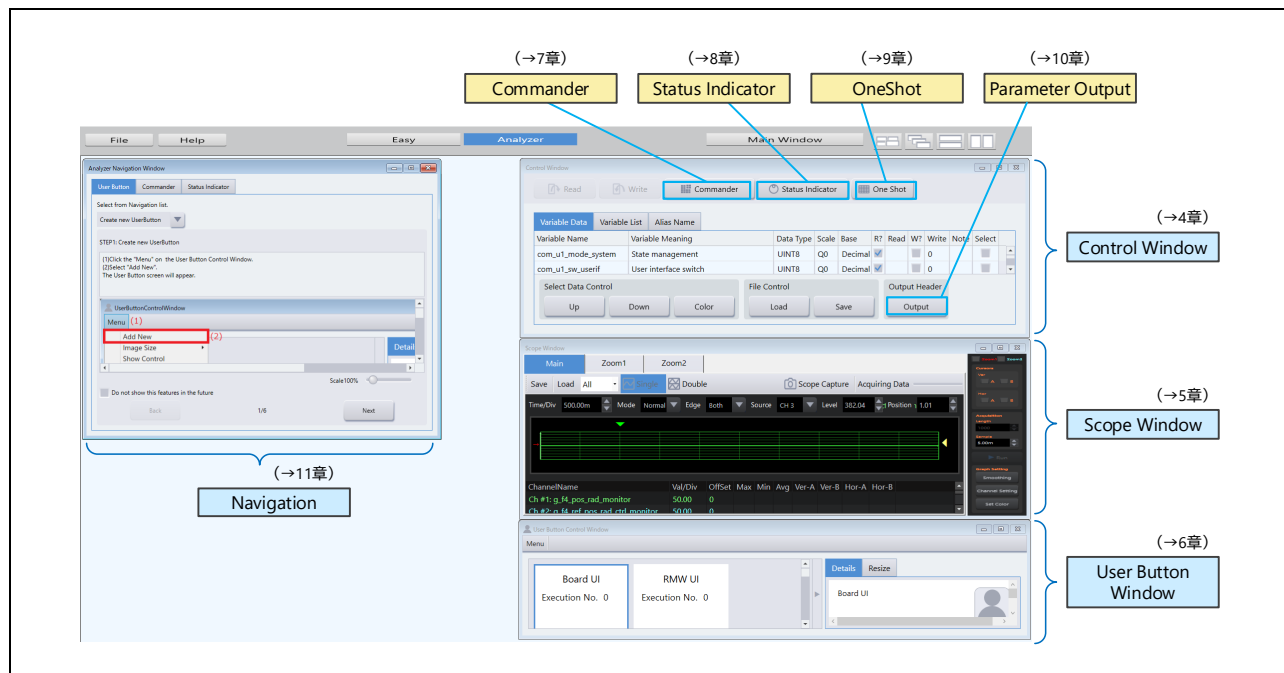 （→7章）
（→8章）
（→9章）
（→10章）
Commander
Status Indicator
OneShot
Parameter Output
File
Help
Easy
Analyzer
Main Window
Analyzer Navigation Window
User Button
Commander
Status Indicator
Select from Navigation list.
Create new UserButton
STEP1: Create new UserButton
(1)Click the "Menu" on the User Button Control Window.
(2)Select "Add New".
The User Button screen will appear.
UserButtonControlWindow
Menu
(1)
Add New
(2)
Image Size
Show Control
Detail
Scale100%
Do not show this features in the future
Back
1/6
Next
（→11章）
Navigation
Control Window
Read
Write
Commander
Status Indicator
One Shot
Variable Data
Variable List
Alias Name
Variable Name Variable Meaning Data Type Scale Base R? Read W? Write Note Select
com_u1_mode_system State management UINT8 Q0 Decimal 0
com_u1_sw_userif User interface switch UINT8 Q0 Decimal 0
Select Data Control
File Control
Output Header
Up
Down
Color
Load
Save
Output
（→4章）
Control Window
Scope Window
Main
Zoom1
Zoom2
Save Load All Single Double Scope Capture Acquiring Data
Time/Div 500.00m Mode Normal Edge Both Source CH 3 Level 382.04 Position 1.01
ChannelName Val/Div OffSet Max Min Avg Ver-A Ver-B Hor-A Hor-B
Ch #1: g_f4_pos_rad_monitor 50.00 0
Ch #2: g_f4_ref_pos_rad_ctrl_monitor 50.00 0
Zoom2
Cursors
Ver
A B
Hor
A B
Acquisition
Length
Sample
5.00m
Run
Graph Setting
Smoothing
Channel Setting
Set Color
（→5章）
Scope Window
User Button Control Window
Menu
Board UI
Execution No. 0
RMW UI
Execution No. 0
Details
Resize
Board UI
（→6章）
User Button
Window